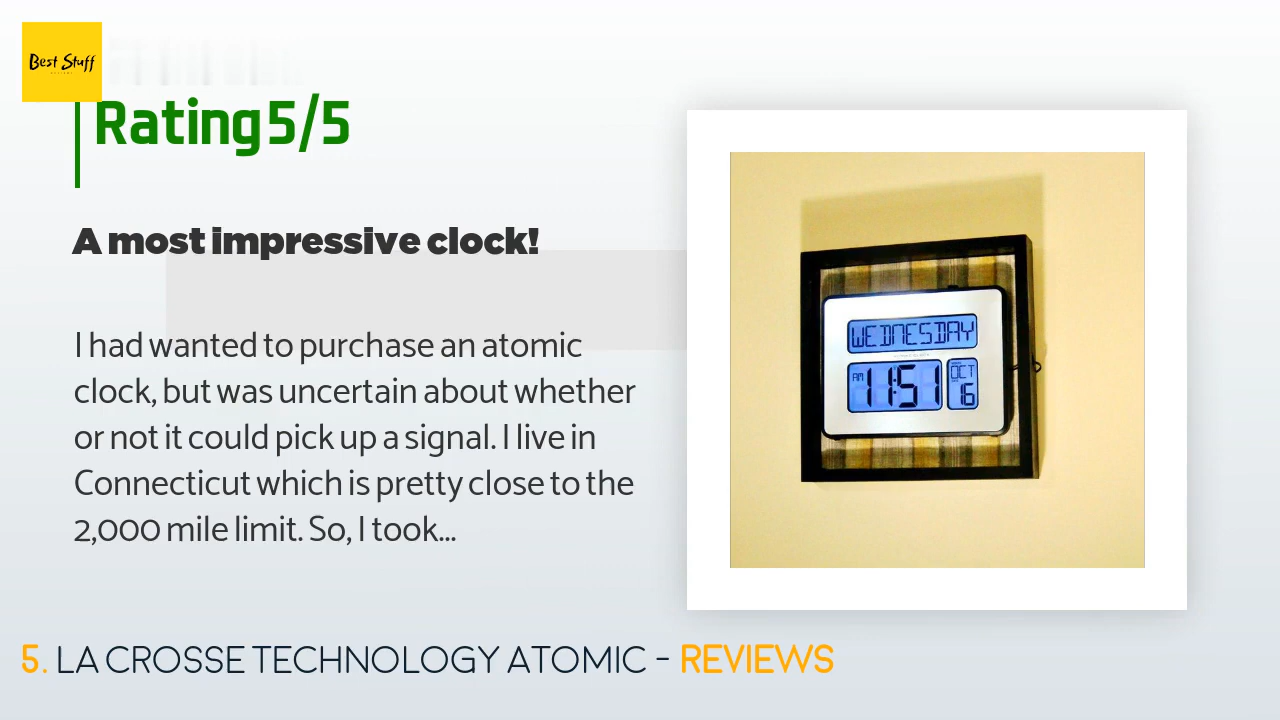 Best Stuff
Rating 5/5
A most impressive clock!
I had wanted to purchase an atomic
clock, but was uncertain about whether
or not it could pick up a signal. I live in
Connecticut which is pretty close to the
2,000 mile limit. So, I took...
WEDNESDAY
AM 11:51
OCT
16
5. LA CROSSE TECHNOLOGY ATOMIC - REVIEWS